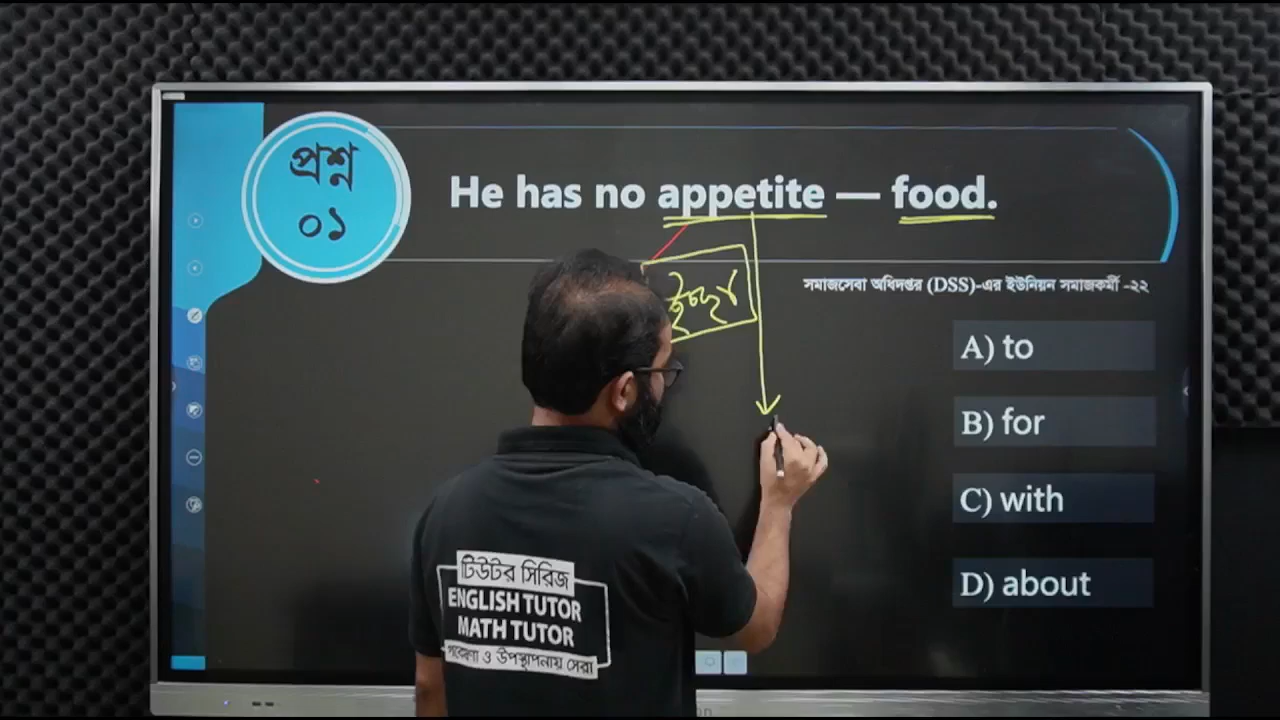 প্রশ্ন
০১
He has no appetite — food.
সমাজসেবা অধিদপ্তর (DSS)-এর ইউনিয়ন সমাজকর্মী -২২
A) to
B) for
C) with
D) about
টিউটর সিরিজ
ENGLISH TUTOR
MATH TUTOR
গবেষণা ও উপস্থাপনায় সেরা